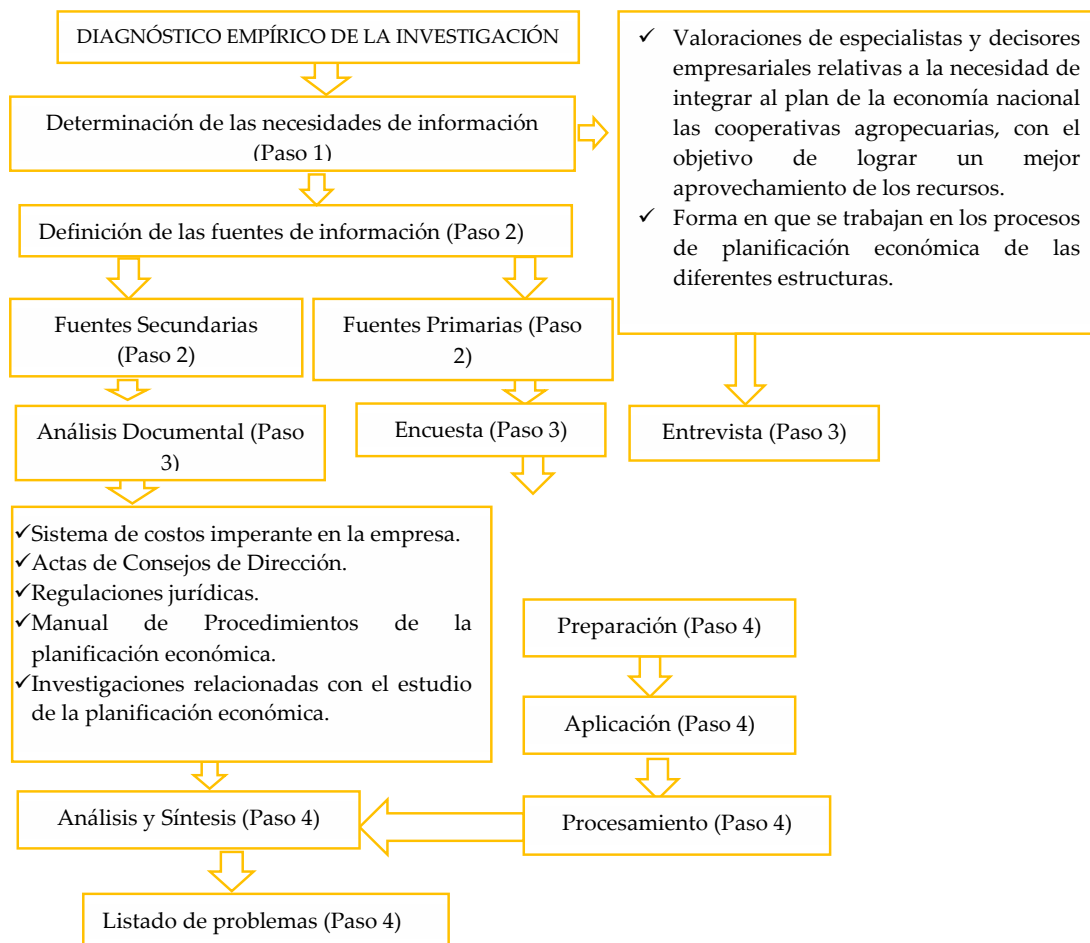 DIAGNÓSTICO EMPÍRICO DE LA INVESTIGACIÓN
Determinación de las necesidades de información
(Paso 1)
✓ Valoraciones de especialistas y decisores
empresariales relativas a la necesidad de
integrar al plan de la economía nacional
las cooperativas agropecuarias, con el
objetivo de lograr un mejor
aprovechamiento de los recursos.
✓ Forma en que se trabajan en los procesos
de planificación económica de las
diferentes estructuras.
Definición de las fuentes de información (Paso 2)
Fuentes Secundarias
(Paso 2)
Fuentes Primarias (Paso
2)
Análisis Documental (Paso
3)
Encuesta (Paso 3)
Entrevista (Paso 3)
✓Sistema de costos imperante en la empresa.
✓Actas de Consejos de Dirección.
✓Regulaciones jurídicas.
✓Manual de Procedimientos de la
planificación económica.
✓Investigaciones relacionadas con el estudio
de la planificación económica.
Preparación (Paso 4)
Aplicación (Paso 4)
Análisis y Síntesis (Paso 4)
Procesamiento (Paso 4)
Listado de problemas (Paso 4)